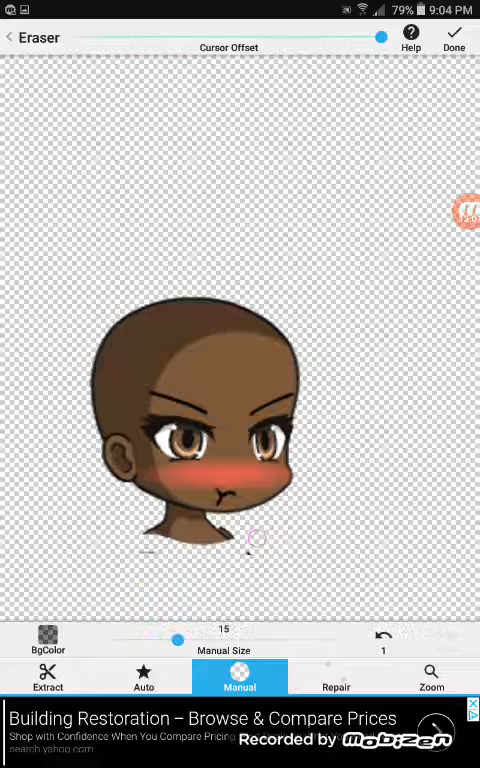 79% 9:04 PM
Eraser
Cursor Offset
Help
Done
15
BgColor
Manual Size
1
Extract
Auto
Manual
Repair
Zoom
Building Restoration – Browse & Compare Prices
Shop with Confidence When You Compare Pricing
search.yahoo.com
Recorded by MOBIZEN